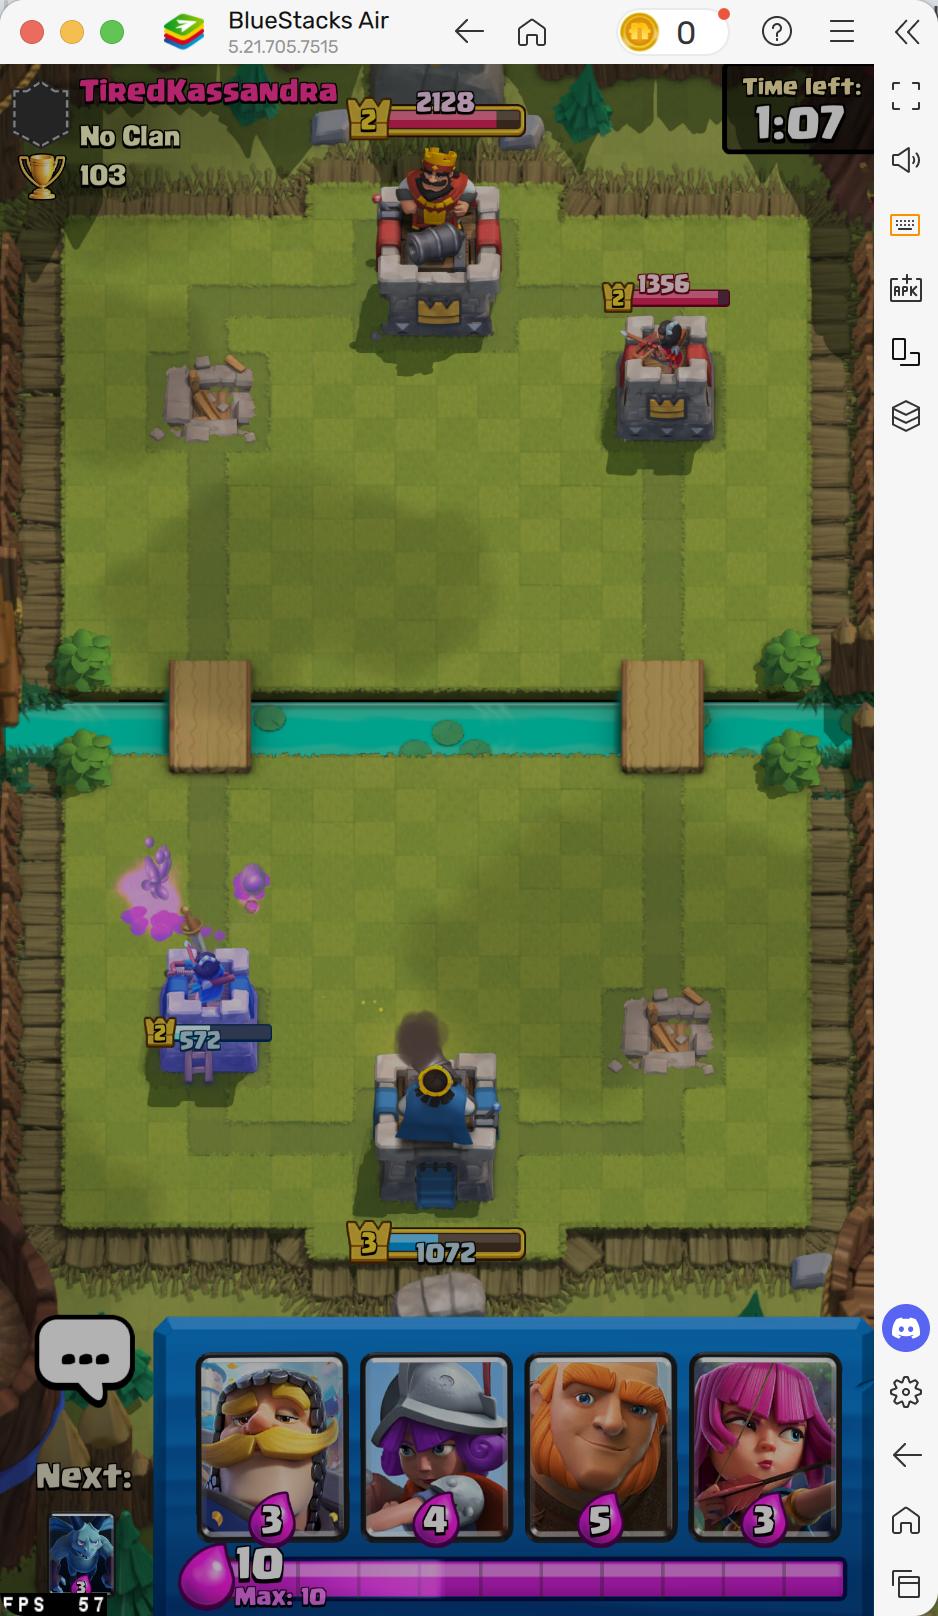 BlueStacks Air
5.21.705.7515
0
TiredKassandra
No Clan
103
2
2128
Time left:
1:07
APK
2
1356
2
572
3
1072
3
4
5
3
Next:
3
10
Max: 10
FPS 57